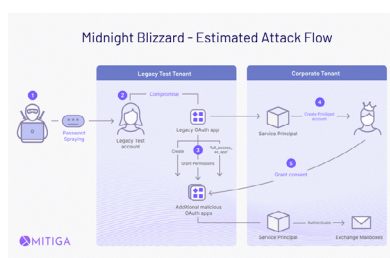 Midnight Blizzard - Estimated Attack Flow
Legacy Test Tenant
Corporate Tenant
1
2
Compromise
4
Create Privileged
account
Password
Spraying
Legacy Test
account
Legacy OAuth app
Service Principal
Create
3
full_access_
as_app
Grant Permissions
5
Grant consent
Additional malicious
OAuth apps
Authenticate
Service Principal
Exchange Mailboxes
MITIGA